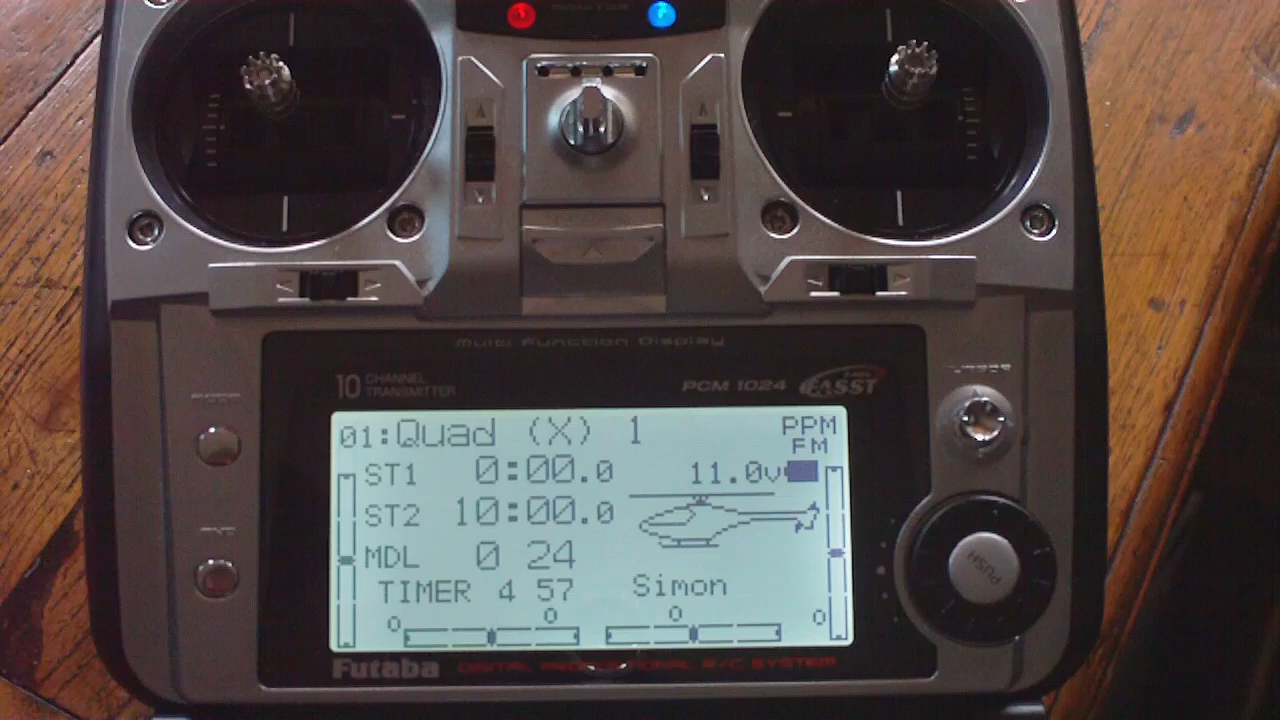 Multi Function Display
10 CHANNEL
TRANSMITTER
PCM 1024
FASST
01:Quad (X) 1
PPM
FM
ST1 0:00.0
11.0v
ST2 10:00.0
MDL 0 24
TIMER 4 57
Simon
0 0 0 0
PUSH
Futaba
DIGITAL PROPORTIONAL R/C SYSTEM